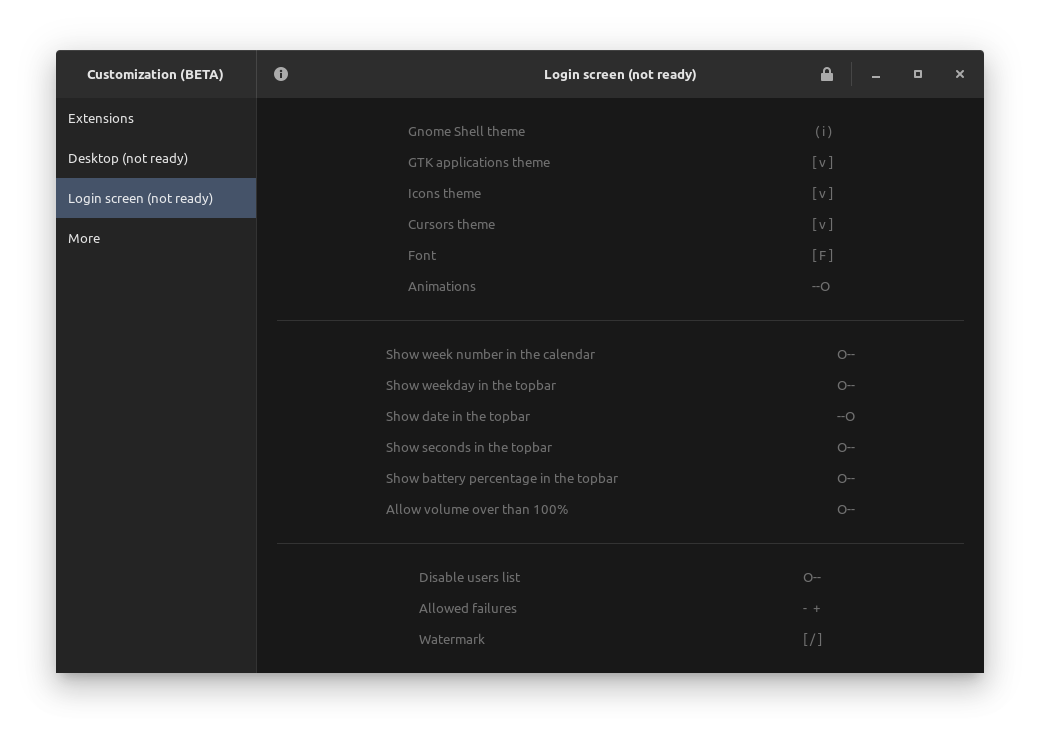 Customization (BETA)
Login screen (not ready)
Extensions
Desktop (not ready)
Login screen (not ready)
More
Gnome Shell theme ( i )
GTK applications theme [ v ]
Icons theme [ v ]
Cursors theme [ v ]
Font [ F ]
Animations --O
Show week number in the calendar O--
Show weekday in the topbar O--
Show date in the topbar --O
Show seconds in the topbar O--
Show battery percentage in the topbar O--
Allow volume over than 100% O--
Disable users list O--
Allowed failures - +
Watermark [ / ]